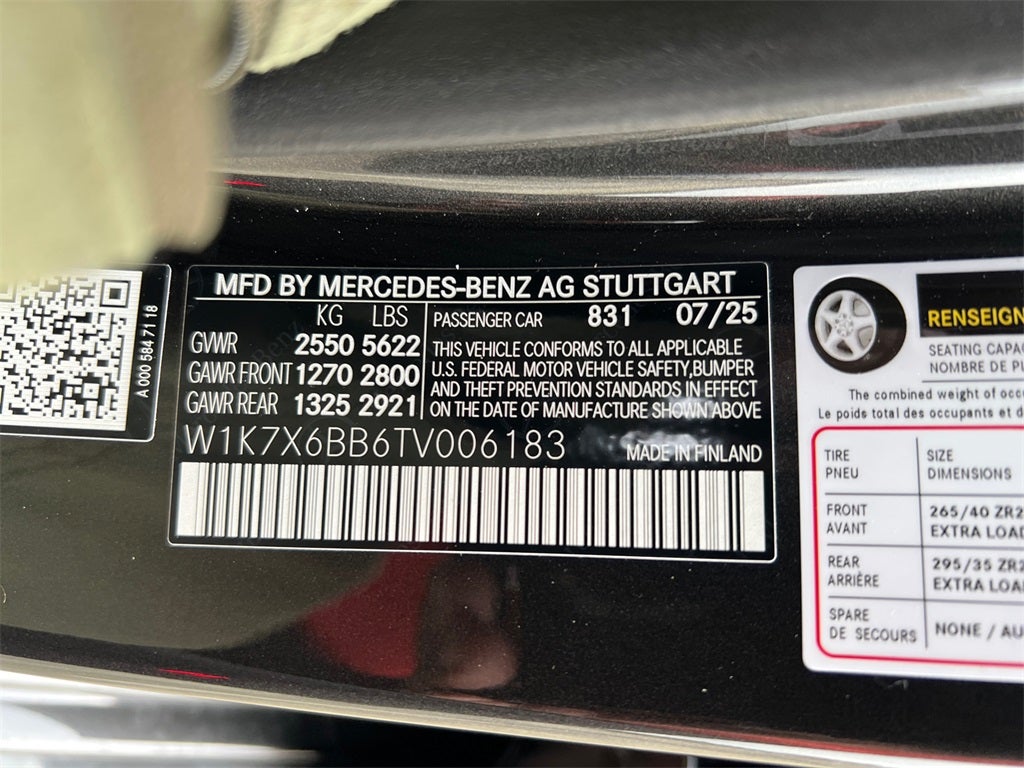 A 000 584 71 18
MFD BY MERCEDES-BENZ AG STUTTGART
KG LBS
GVWR 2550 5622
GAWR FRONT 1270 2800
GAWR REAR 1325 2921
PASSENGER CAR 831 07/25
THIS VEHICLE CONFORMS TO ALL APPLICABLE
U.S. FEDERAL MOTOR VEHICLE SAFETY,BUMPER
AND THEFT PREVENTION STANDARDS IN EFFECT
ON THE DATE OF MANUFACTURE SHOWN ABOVE
W1K7X6BB6TV006183
MADE IN FINLAND
RENSEIGN
SEATING CAPA
NOMBRE DE PL
The combined weight of occ
Le poids total des occupants et d
TIRE SIZE
PNEU DIMENSIONS
FRONT 265/40 ZR2
AVANT EXTRA LOAD
REAR 295/35 ZR2
ARRIÈRE EXTRA LOA
SPARE
DE SECOURS NONE / AU